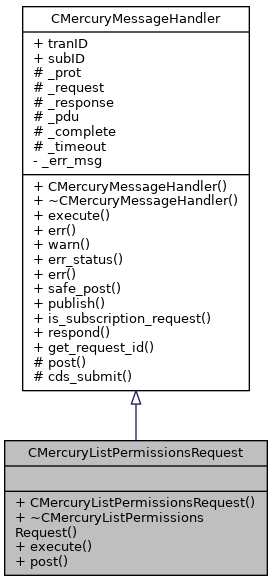 CMercuryMessageHandler
+ tranID
+ subID
# _prot
# _request
# _response
# _pdu
# _complete
# _timeout
- _err_msg
+ CMercuryMessageHandler()
+ ~CMercuryMessageHandler()
+ execute()
+ err()
+ warn()
+ err_status()
+ err()
+ safe_post()
+ publish()
+ is_subscription_request()
+ respond()
+ get_request_id()
# post()
# cds_submit()
CMercuryListPermissionsRequest
+ CMercuryListPermissionsRequest()
+ ~CMercuryListPermissions
Request()
+ execute()
+ post()